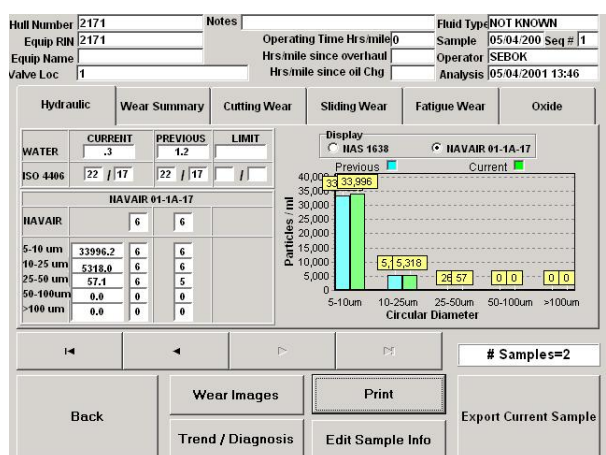 Hull Number 2171 Notes Fluid Type NOT KNOWN
Equip RIN 2171 Operating Time Hrs/mile 0 Sample 05/04/200 Seq # 1
Equip Name Hrs/mile since overhaul Operator SEBOK
Valve Loc 1 Hrs/mile since oil Chg Analysis 05/04/2001 13:46
Hydraulic Wear Summary Cutting Wear Sliding Wear Fatigue Wear Oxide
CURRENT PREVIOUS LIMIT
WATER .3 1.2
ISO 4406 22 / 17 22 / 17 /
NAVAIR 01-1A-17
NAVAIR 6 6
5-10 um 33996.2 6 6
10-25 um 5318.0 6 6
25-50 um 57.1 6 5
50-100um 0.0 0 0
>100 um 0.0 0 0
Display
NAS 1638 NAVAIR 01-1A-17
Previous Current
Particles / ml
40,000
35,000
30,000
25,000
20,000
15,000
10,000
5,000
0
33 33,996
5, 5,318
26 57
0 0
0 0
5-10um 10-25um 25-50um 50-100um >100um
Circular Diameter
# Samples=2
Back
Wear Images
Print
Export Current Sample
Trend / Diagnosis
Edit Sample Info